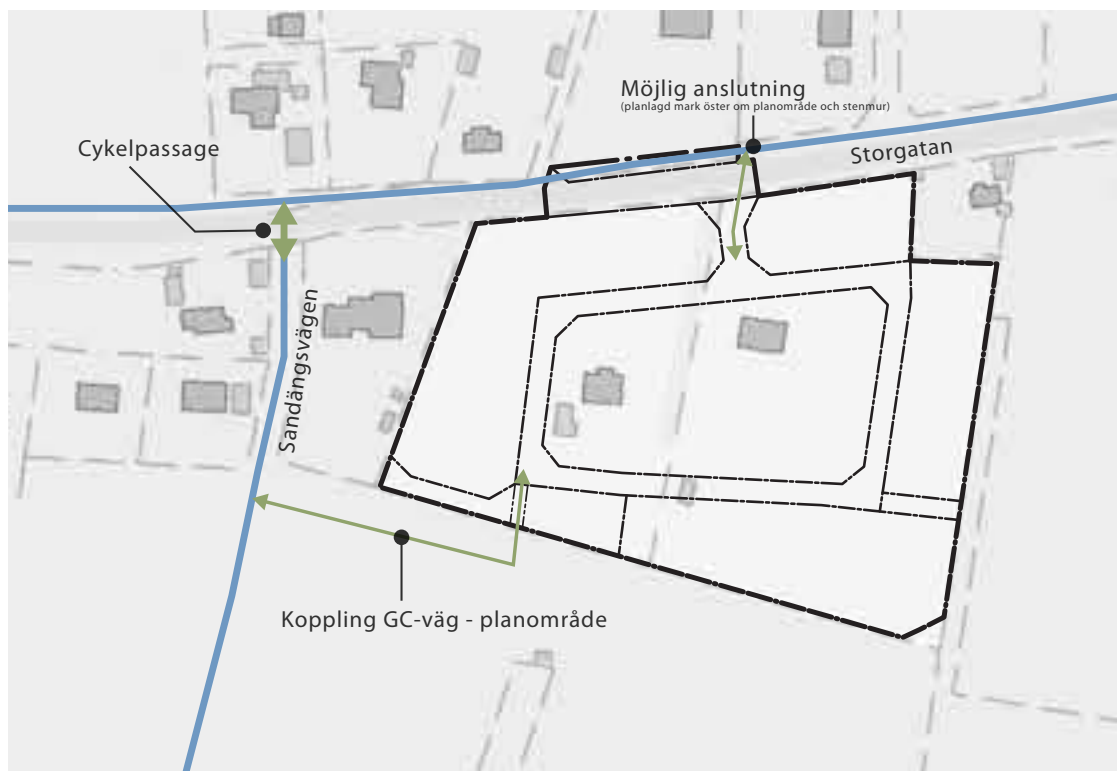 Möjlig anslutning
(planlagd mark öster om planområde och stenmur)
Cykelpassage
Storgatan
Sandängsvägen
Koppling GC-väg - planområde